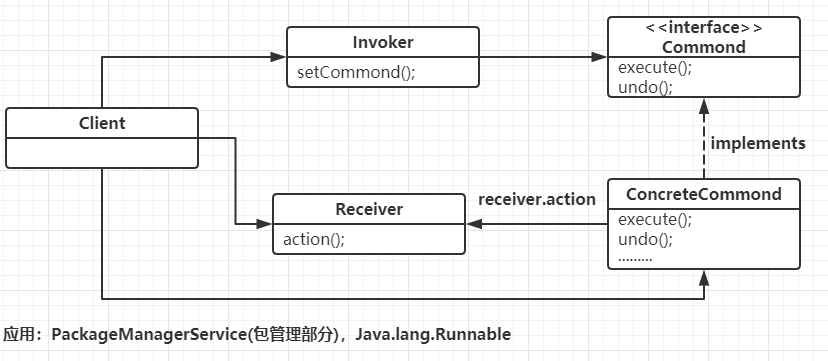 Invoker
setCommond();
<<interface>>
Commond
execute();
undo();
Client
implements
Receiver
action();
receiver.action
ConcreteCommond
execute();
undo();
.........
应用：PackageManagerService(包管理部分)，Java.lang.Runnable